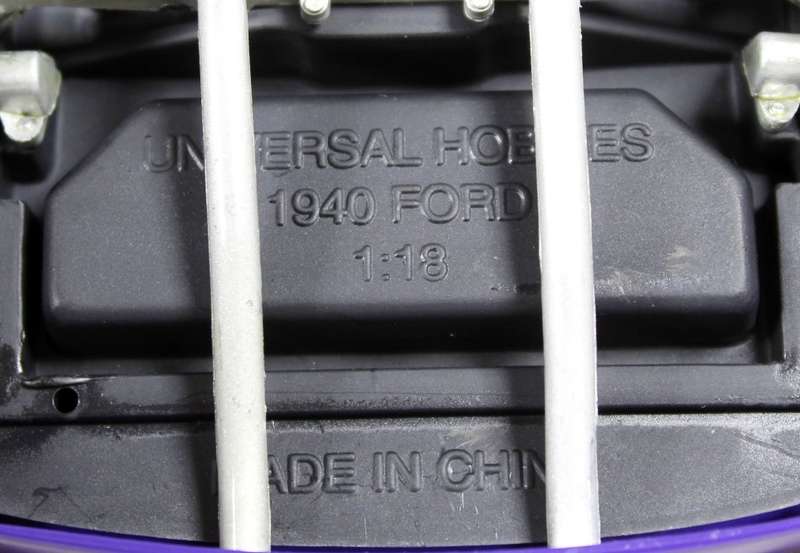 UNIVERSAL HOBBIES
1940 FORD
1:18
MADE IN CHINA